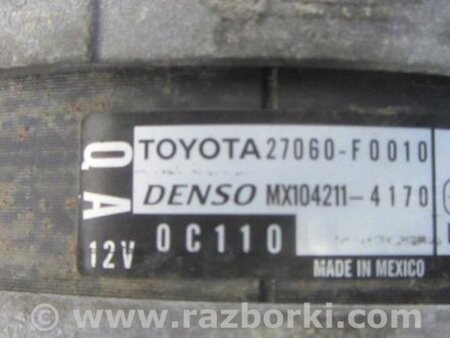 QA
12V
TOYOTA 27060-F0010
DENSO MX104211-4170
0C110
MADE IN MEXICO
© www.razborki.com